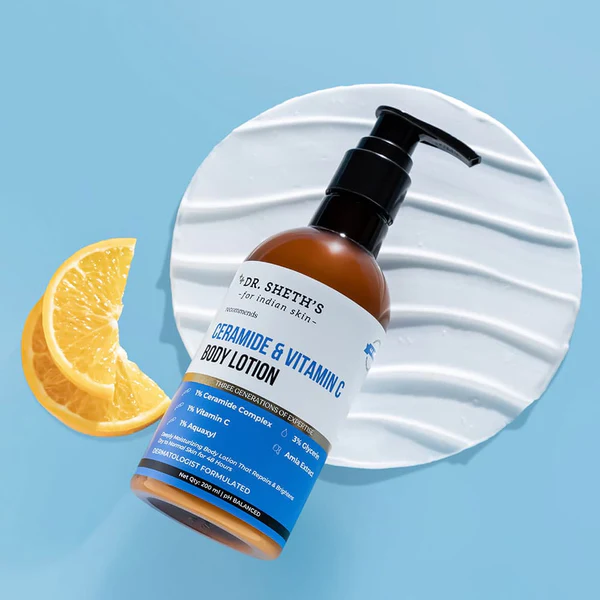 DR. SHETH'S
-for indian skin-
recommends
CERAMIDE & VITAMIN C
BODY LOTION
THREE GENERATIONS OF EXPERTISE
1% Ceramide Complex
1% Vitamin C
1% Aquaxyl
3% Glycerin
Amla Extract
Deeply Moisturizing Body Lotion That Repairs & Brightens
Dry to Normal Skin for 48 Hours
DERMATOLOGIST FORMULATED
Net Qty: 200 ml | pH BALANCED